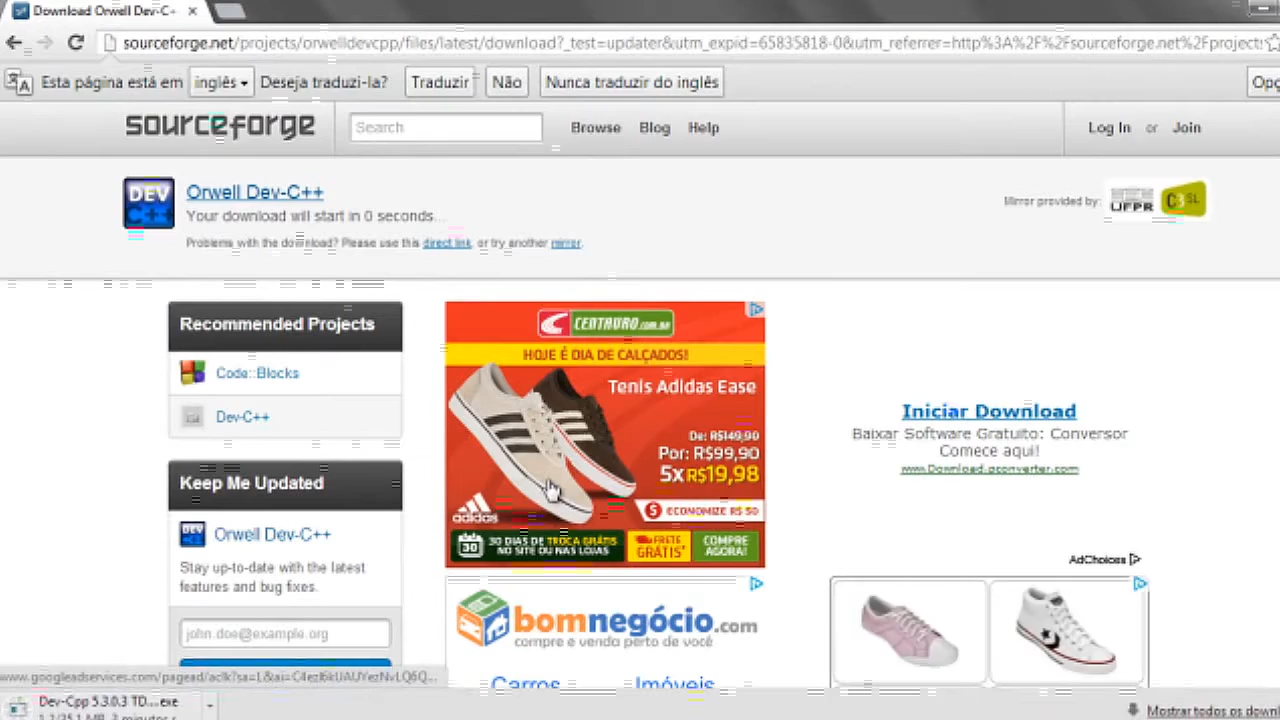 Download Orwell Dev-C+
sourceforge.net/projects/orwelldevcpp/files/latest/download?_test=updater&utm_expid=65835818-0&utm_referrer=http%3A%2F%2Fsourceforge.net%2Fprojects
Esta página está em inglês Deseja traduzi-la? Traduzir Não Nunca traduzir do inglês Opç
sourceforge Search Browse Blog Help Log In or Join
DEV C++
Orwell Dev-C++
Your download will start in 0 seconds...
Problems with the download? Please use this direct link, or try another mirror.
Mirror provided by: UFPR C3SL
Recommended Projects
Code::Blocks
Dev-C++
Keep Me Updated
DEV
Orwell Dev-C++
Stay up-to-date with the latest
features and bug fixes.
john.doe@example.org
CENTAURO.com.br
HOJE É DIA DE CALÇADOS!
Tenis Adidas Ease
De: R$149,90
Por: R$99,90
5x R$19,98
adidas
$ ECONOMIZE R$ 50
30 30 DIAS DE TROCA GRÁTIS
NO SITE OU NAS LOJAS
FRETE
GRÁTIS*
COMPRE
AGORA!
bomnegócio.com
compre e venda perto de você
Carros Imóveis
Iniciar Download
Baixar Software Gratuito: Conversor
Comece aqui!
www.Download.pconverter.com
AdChoices
Dev-Cpp 5.3.0.3 TD....exe
Mostrar todos os downl